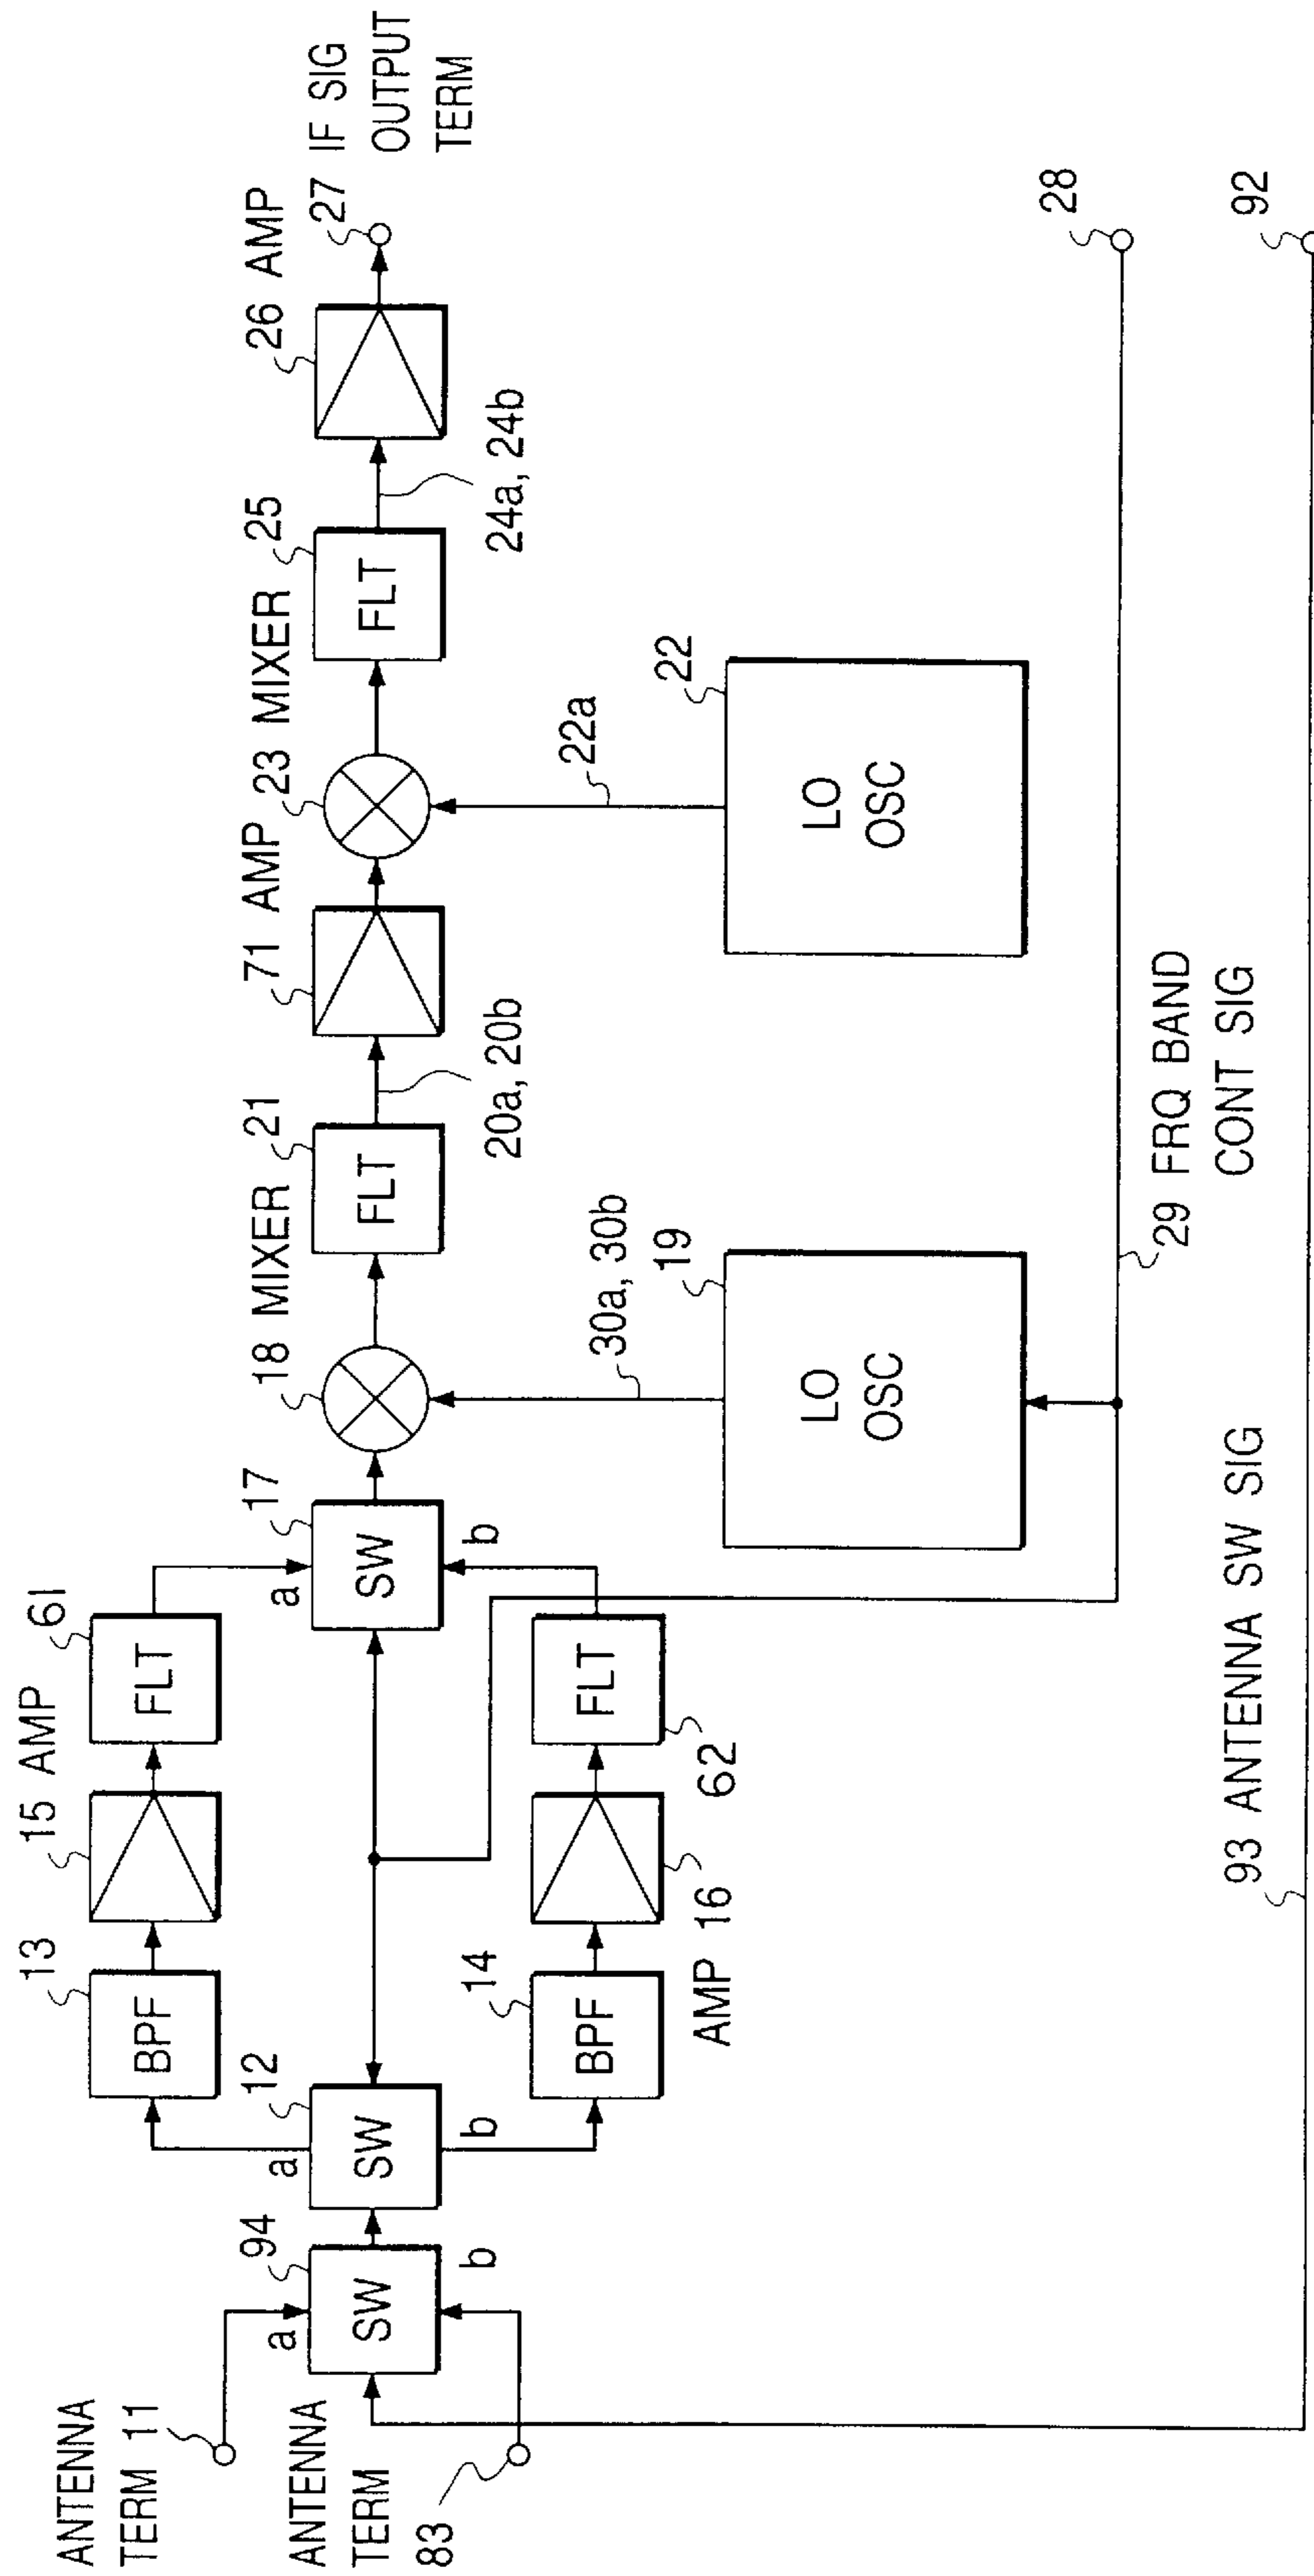 ANTENNA
TERM 11
ANTENNA
TERM
83
94
a
SW
b
12
a
SW
b
13
BPF
15 AMP
61
FLT
14
BPF
AMP 16
62
FLT
17
a
SW
b
18 MIXER
30a, 30b
19
LO
OSC
21
FLT
20a, 20b
71 AMP
23 MIXER
22a
22
LO
OSC
25
FLT
24a, 24b
26 AMP
27 IF SIG
OUTPUT
TERM
28
29 FRQ BAND
CONT SIG
92
93 ANTENNA SW SIG